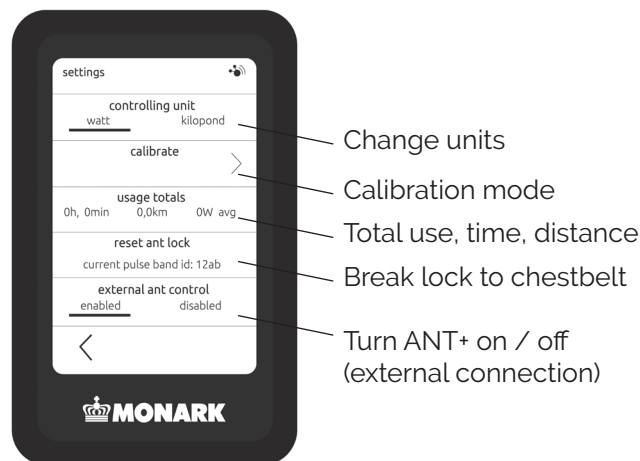 settings
controlling unit
watt kilopond
calibrate
usage totals
0h, 0min 0,0km 0W avg
reset ant lock
current pulse band id: 12ab
external ant control
enabled disabled
MONARK
Change units
Calibration mode
Total use, time, distance
Break lock to chestbelt
Turn ANT+ on / off
(external connection)